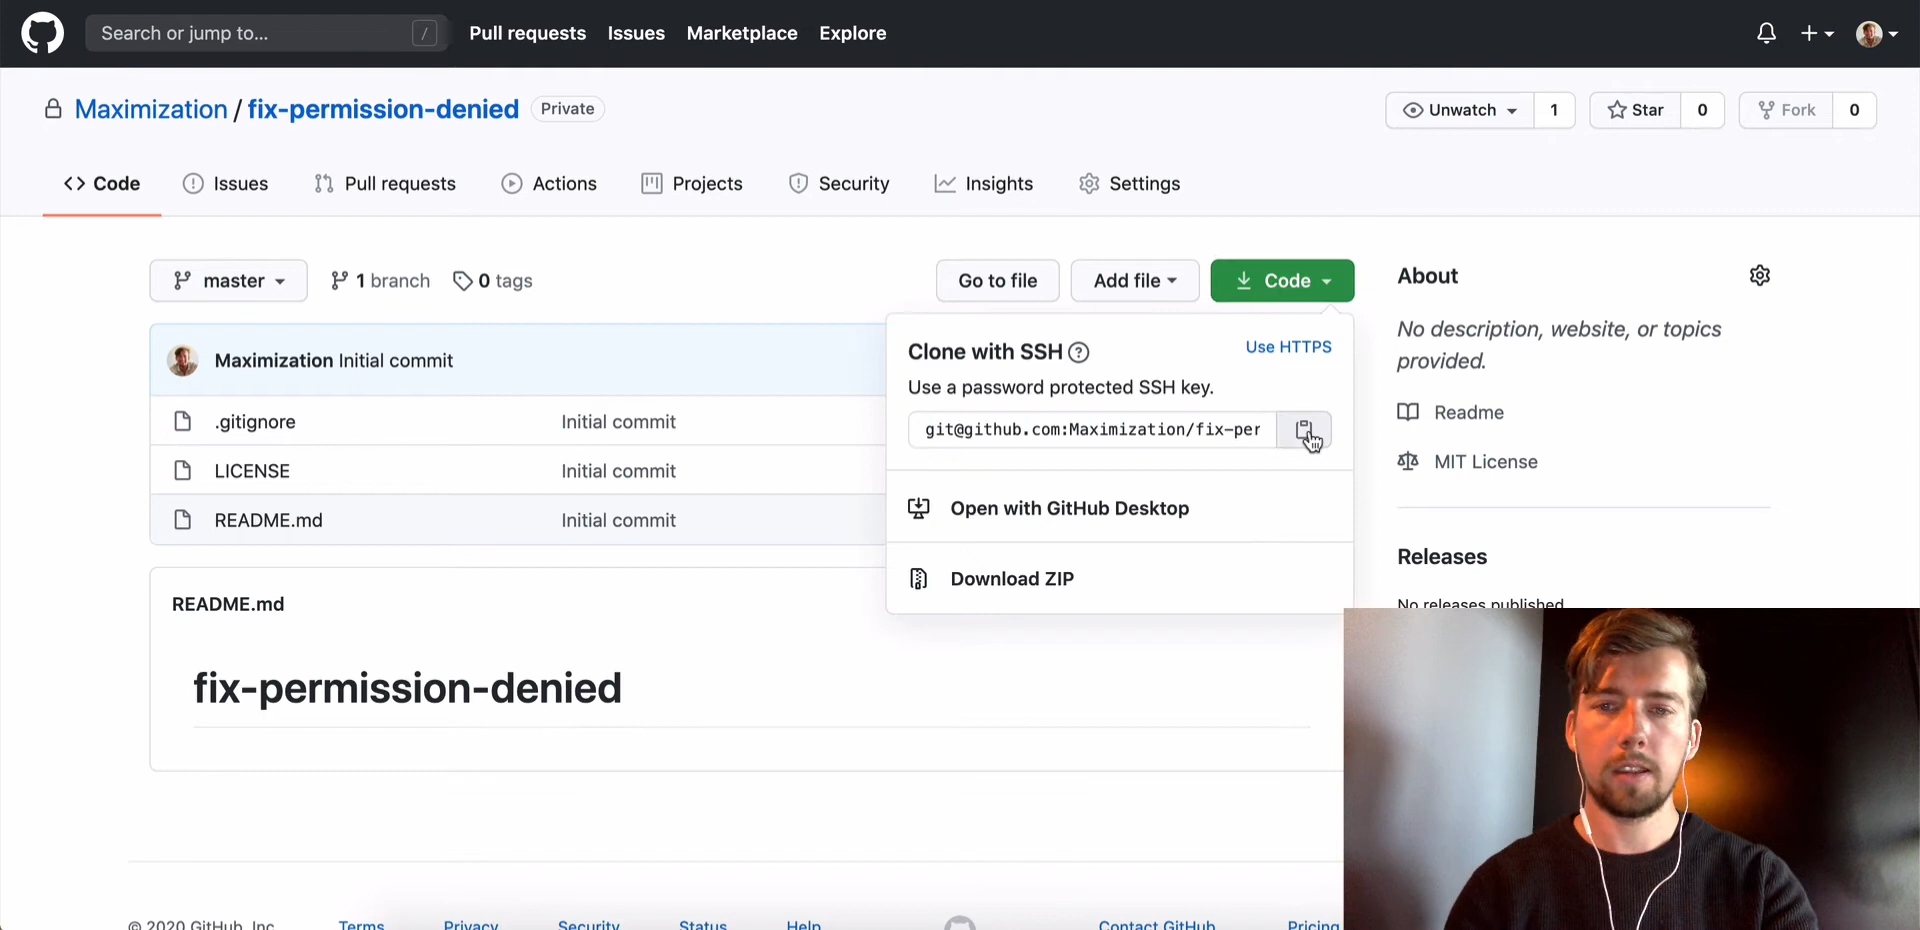 Search or jump to... /
Pull requests Issues Marketplace Explore
Maximization / fix-permission-denied Private
Unwatch 1 Star 0 Fork 0
Code Issues Pull requests Actions Projects Security Insights Settings
master 1 branch 0 tags
Go to file Add file Code
About
No description, website, or topics
provided.
Readme
MIT License
Releases
No releases published
Maximization Initial commit
.gitignore Initial commit
LICENSE Initial commit
README.md Initial commit
Clone with SSH ? Use HTTPS
Use a password protected SSH key.
git@github.com:Maximization/fix-per
Open with GitHub Desktop
Download ZIP
README.md
fix-permission-denied
© 2020 GitHub, Inc. Terms Privacy Security Status Help Contact GitHub Pricing